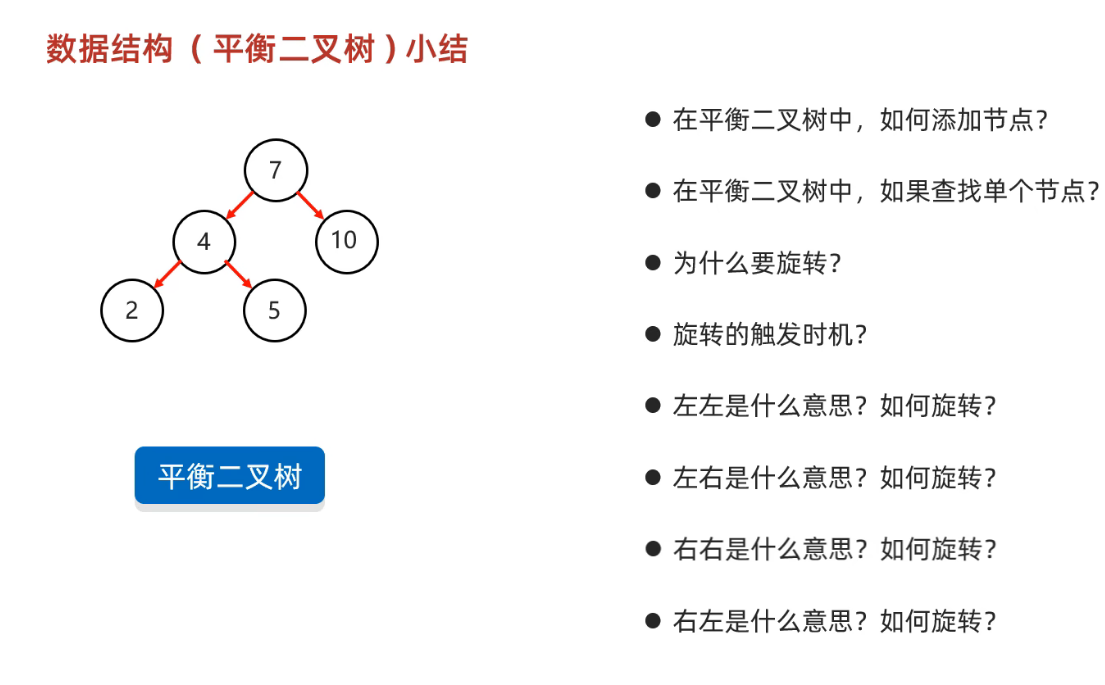 数据结构（平衡二叉树）小结
7
4
10
2
5
平衡二叉树
● 在平衡二叉树中，如何添加节点？
● 在平衡二叉树中，如果查找单个节点？
● 为什么要旋转？
● 旋转的触发时机？
● 左左是什么意思？如何旋转？
● 左右是什么意思？如何旋转？
● 右右是什么意思？如何旋转？
● 右左是什么意思？如何旋转？